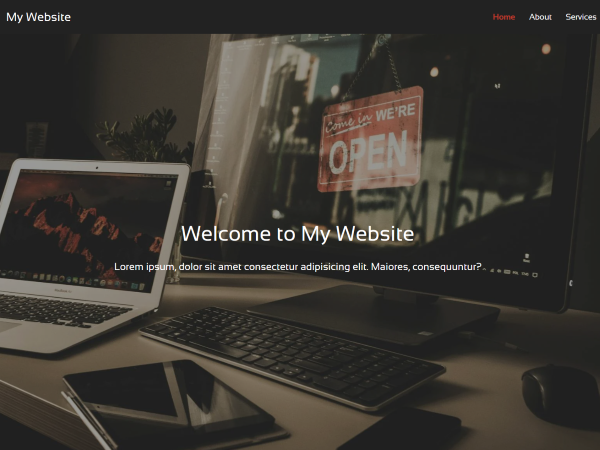 My Website
Home About Services
come in WE'RE
OPEN
Welcome to My Website
Lorem ipsum, dolor sit amet consectetur adipisicing elit. Maiores, consequuntur?